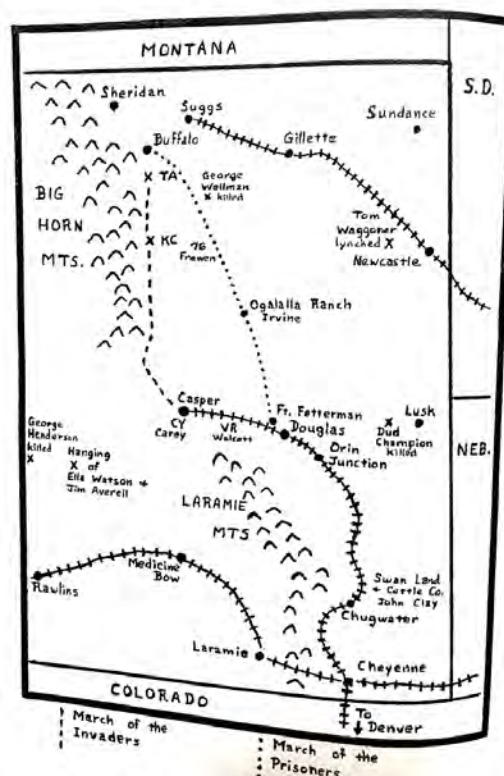 MONTANA
S.D.
Sheridan
Suggs
Sundance
Buffalo
Gillette
TA
George
Wellman
killed
BIG
HORN
MTS.
KC
76
Frewen
Tom
Waggoner
lynched
Newcastle
Ogalalla Ranch
Irvine
Casper
CY
Carey
VR
Wolcott
Ft. Fetterman
Douglas
Orin
Junction
Lusk
Dud
Champion
killed
NEB.
George
Henderson
killed
Hanging
of
Ella Watson +
Jim Averell
LARAMIE
MTS
Medicine
Bow
Rawlins
Swan Land
+ Cattle Co.
John Clay
Chugwater
Laramie
Cheyenne
COLORADO
To
Denver
March of the
Invaders
March of the
Prisoners